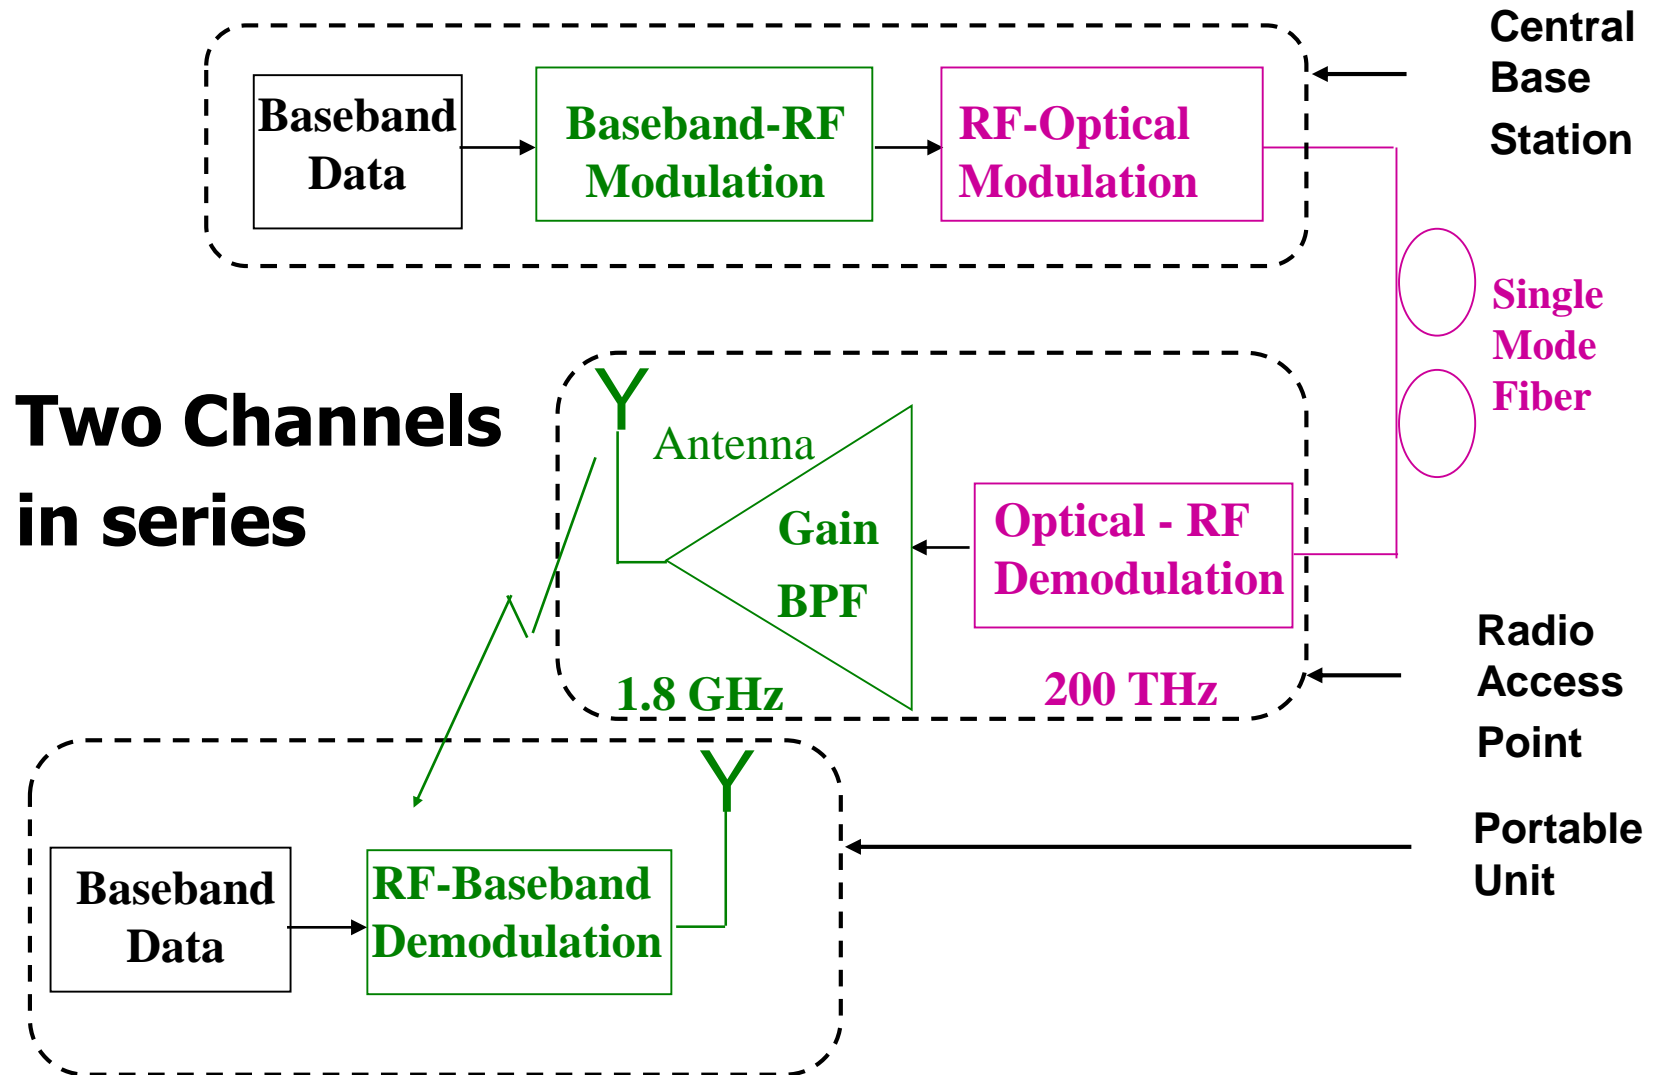 Central
Base
Station
Baseband
Data
Baseband-RF
Modulation
RF-Optical
Modulation
Single
Mode
Fiber
Two Channels
in series
Antenna
Gain
BPF
Optical - RF
Demodulation
1.8 GHz
200 THz
Radio
Access
Point
Portable
Unit
Baseband
Data
RF-Baseband
Demodulation